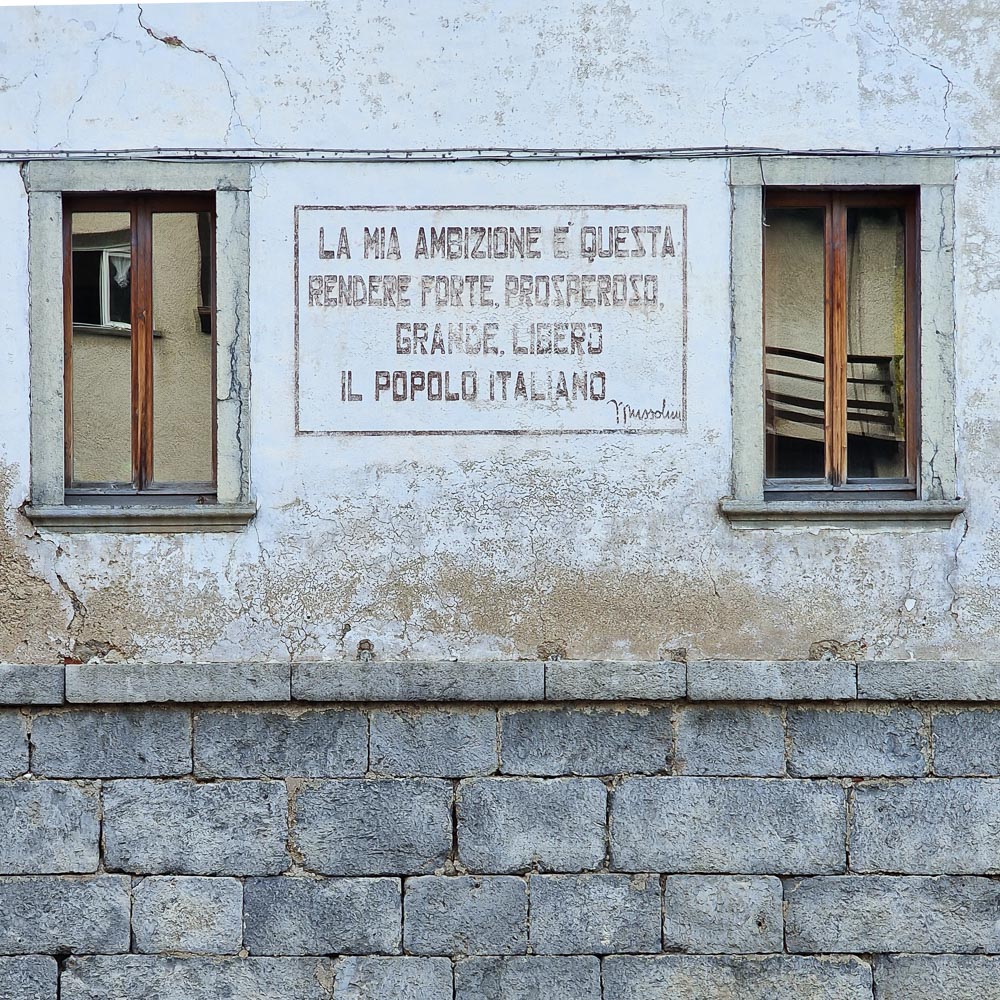 LA MIA AMBIZIONE E' QUESTA
RENDERE FORTE, PROSPEROSO,
GRANDE, LIBERO
IL POPOLO ITALIANO
Mussolini